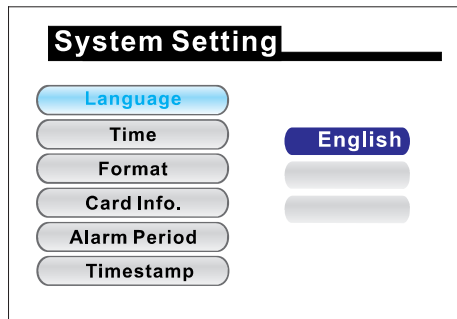 System Setting
Language
Time
English
Format
Card Info.
Alarm Period
Timestamp